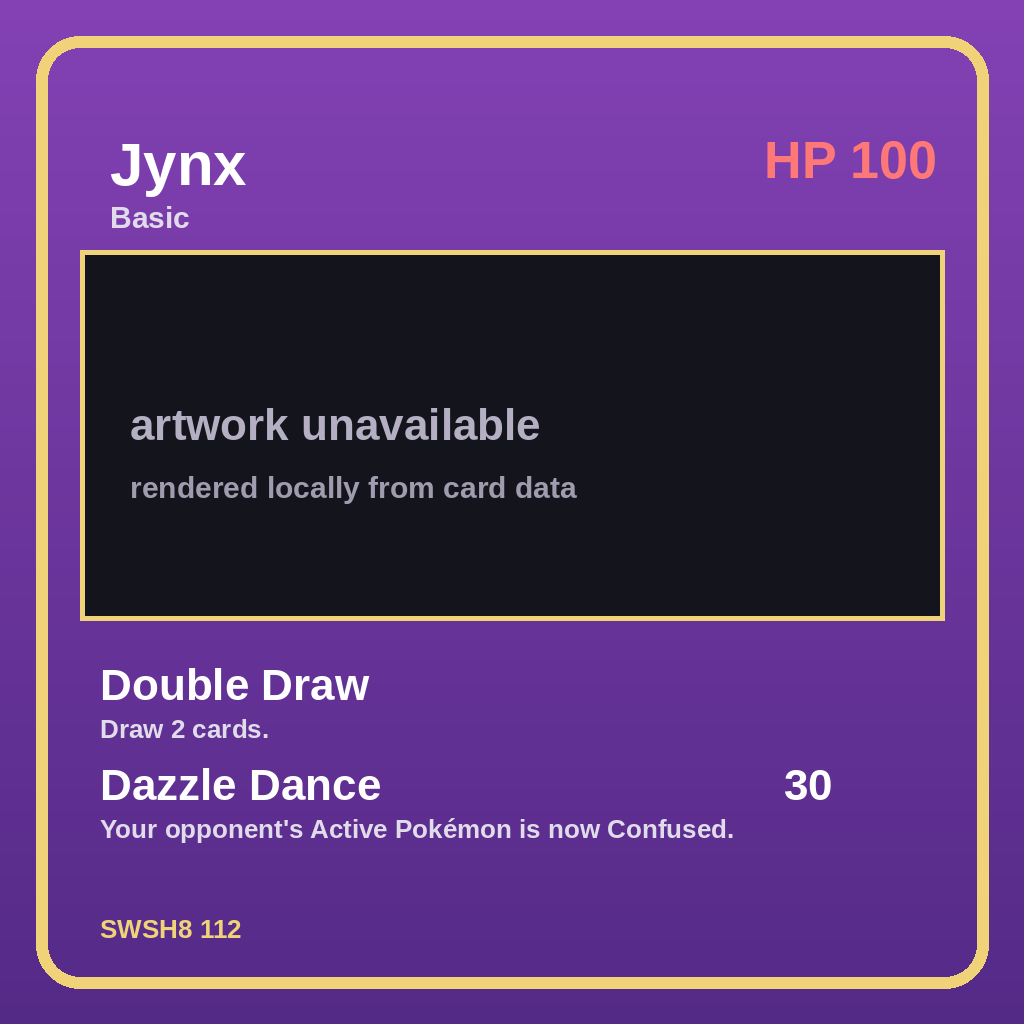 Jynx
HP 100
Basic
artwork unavailable
rendered locally from card data
Double Draw
Draw 2 cards.
Dazzle Dance 30
Your opponent's Active Pokémon is now Confused.
SWSH8 112